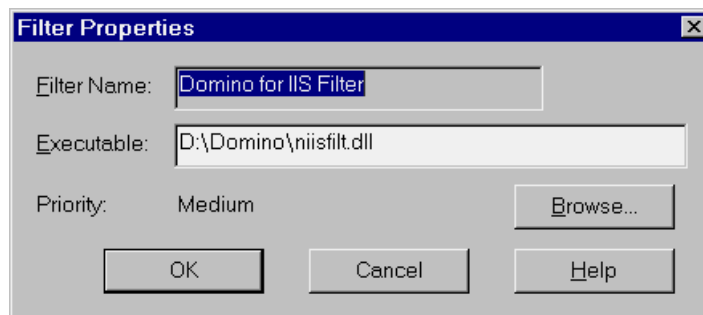 Filter Properties
Filter Name: Domino for IIS Filter
Executable: D:\Domino\niisfilt.dll
Priority: Medium Browse...
OK Cancel Help